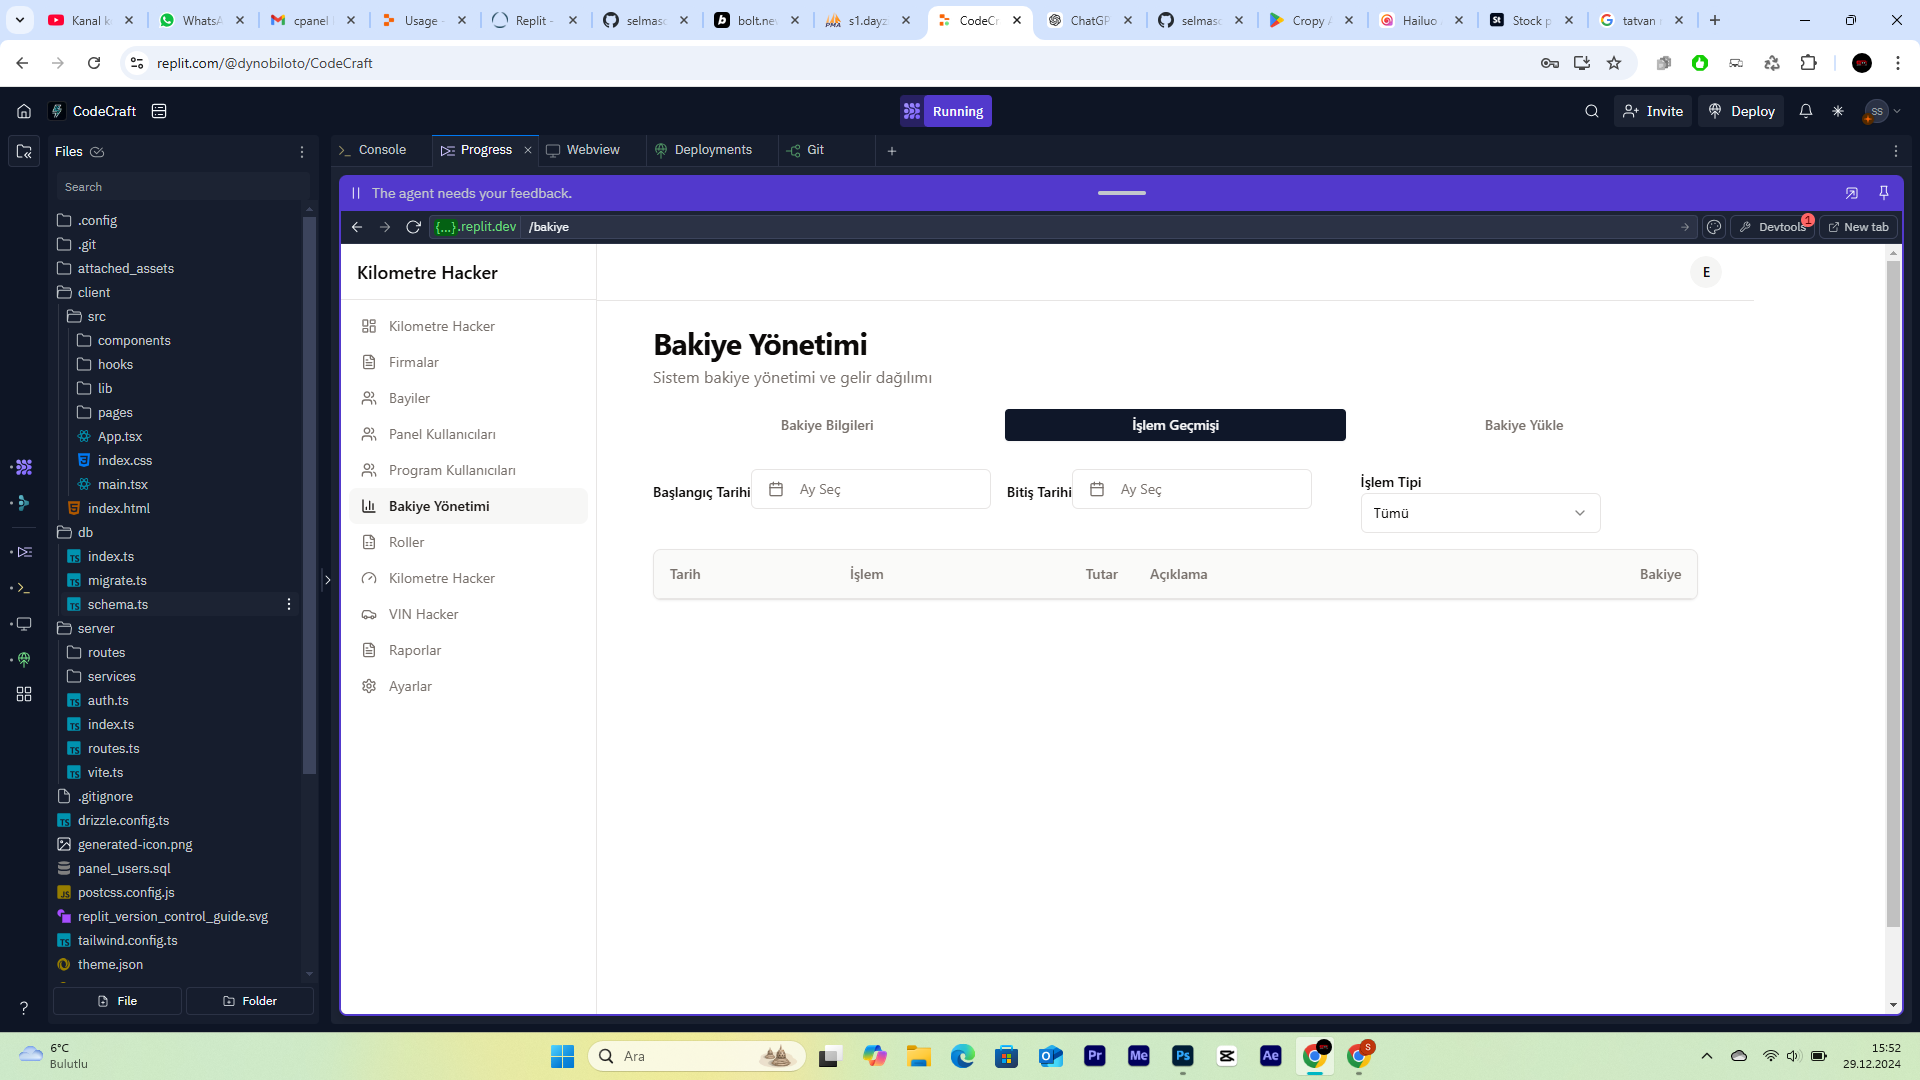 Kanal k
WhatsA
cpanel
Usage -
Replit -
selmasc
bolt.ne
s1.dayz
CodeCr
ChatGP
selmasc
Cropy
Hailuo
Stock p
tatvan
replit.com/@dynobiloto/CodeCraft
CodeCraft
Running
Invite
Deploy
SS
Files
Console
Progress
Webview
Deployments
Git
Search
The agent needs your feedback.
{...}.replit.dev
/bakiye
Devtools
1
New tab
.config
.git
attached_assets
client
src
components
hooks
lib
pages
App.tsx
index.css
main.tsx
index.html
db
index.ts
migrate.ts
schema.ts
server
routes
services
auth.ts
index.ts
routes.ts
vite.ts
.gitignore
drizzle.config.ts
generated-icon.png
panel_users.sql
postcss.config.js
replit_version_control_guide.svg
tailwind.config.ts
theme.json
File
Folder
Kilometre Hacker
Kilometre Hacker
Firmalar
Bayiler
Panel Kullanıcıları
Program Kullanıcıları
Bakiye Yönetimi
Roller
Kilometre Hacker
VIN Hacker
Raporlar
Ayarlar
E
Bakiye Yönetimi
Sistem bakiye yönetimi ve gelir dağılımı
Bakiye Bilgileri
İşlem Geçmişi
Bakiye Yükle
Başlangıç Tarihi
Ay Seç
Bitiş Tarihi
Ay Seç
İşlem Tipi
Tümü
Tarih
İşlem
Tutar
Açıklama
Bakiye
6°C
Bulutlu
Ara
Pr
Me
Ps
Ae
S
15:52
29.12.2024